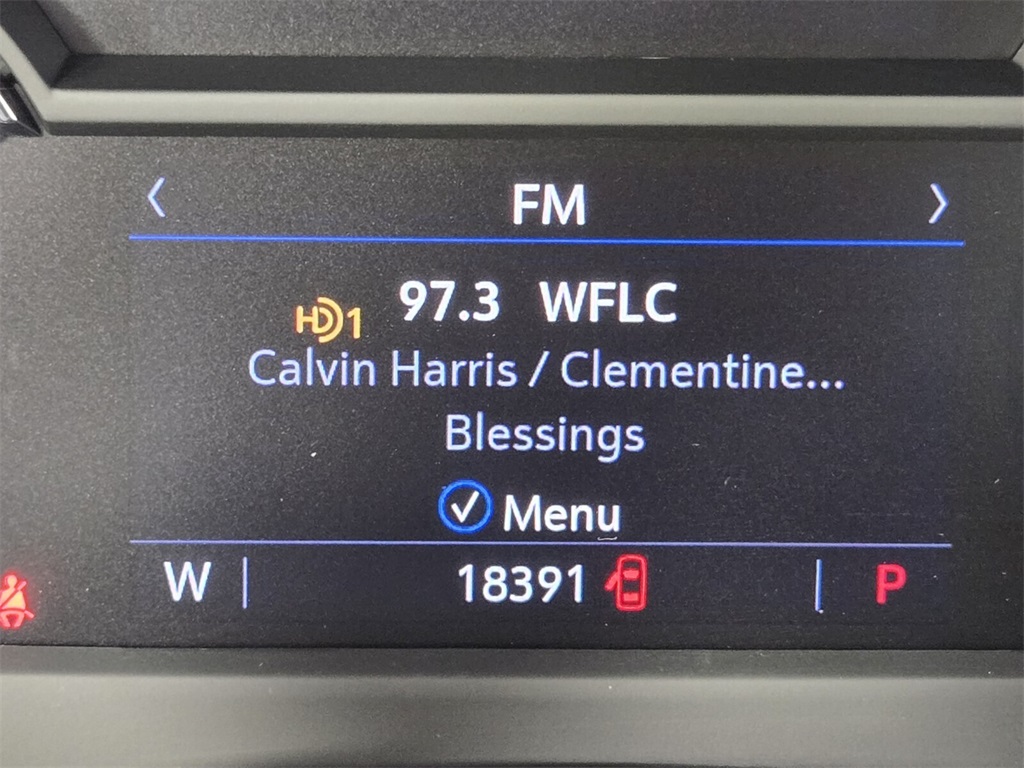 FM
HD1 97.3 WFLC
Calvin Harris / Clementine...
Blessings
Menu
W 18391 P